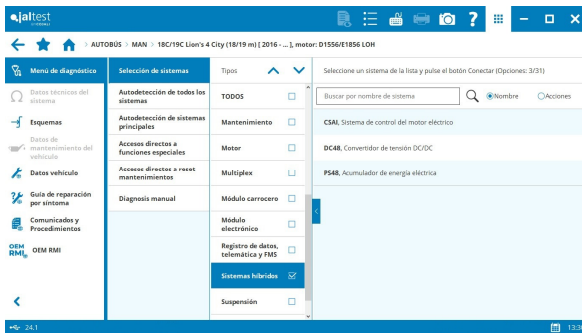 jaltest
by COJALI
> AUTOBÚS > MAN > 18C/19C Lion's 4 City (18/19 m) [ 2016 - ... ], motor: D1556/E1856 LOH
Menú de diagnóstico
Datos técnicos del
sistema
Esquemas
Datos de
mantenimiento del
vehículo
Datos vehículo
Guía de reparación
por síntoma
Comunicados y
Procedimientos
OEM
RMI
OEM RMI
Selección de sistemas
Autodetección de todos los
sistemas
Autodetección de sistemas
principales
Accesos directos a
funciones especiales
Accesos directos a reset
mantenimientos
Diagnosis manual
Tipos
TODOS
Mantenimiento
Motor
Multiplex
Módulo carrocero
Módulo
electrónico
Registro de datos,
telemática y FMS
Sistemas híbridos
Suspensión
Seleccione un sistema de la lista y pulse el botón Conectar (Opciones:
3/31)
Buscar por nombre de sistema
Nombre
Acciones
CSAI, Sistema de control del motor eléctrico
DC48, Convertidor de tensión DC/DC
PS48, Acumulador de energía eléctrica
24.1
13:36